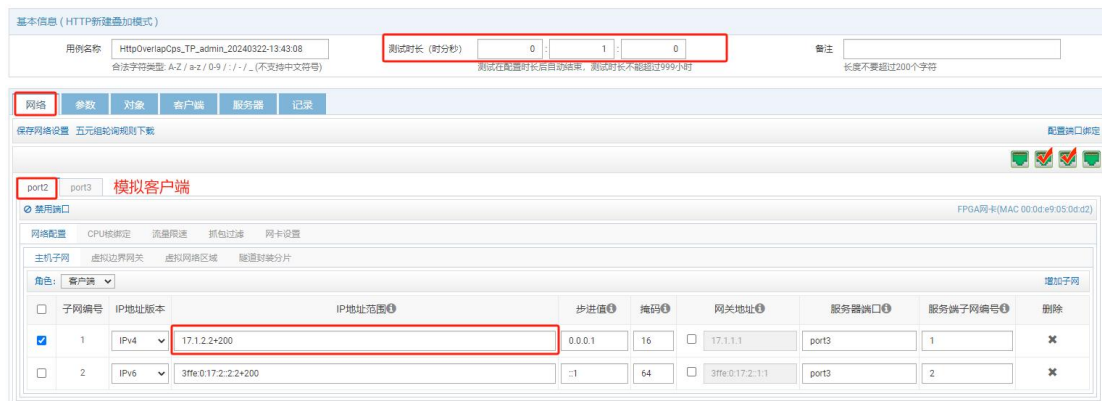 基本信息 ( HTTP新建叠加模式 )
用例名称 HttpOverlapCps_TP_admin_20240322-13:43:08 测试时长 (时分秒) 0 : 1 : 0 备注
合法字符类型: A-Z / a-z / 0-9 / : / - / _ (不支持中文符号) 测试在配置时长后自动结束, 测试时长不能超过999小时 长度不要超过200个字符
网络 参数 对象 客户端 服务器 记录
保存网络设置 五元组轮询规则下载 配置端口绑定
port2 port3 模拟客户端
禁用端口 FPGA网卡(MAC 00:0d:e9:05:0d:d2)
网络配置 CPU核绑定 流量限速 抓包过滤 网卡设置
主机子网 虚拟边界网关 虚拟网络区域 隧道封装分片
角色: 客户端 增加子网
子网编号 IP地址版本 IP地址范围 步进值 掩码 网关地址 服务器端口 服务端子网编号 删除
1 IPv4 17.1.2.2+200 0.0.0.1 16 17.1.1.1 port3 1
2 IPv6 3ffe:0:17:2::2:2+200 ::1 64 3ffe:0:17:2::1:1 port3 2